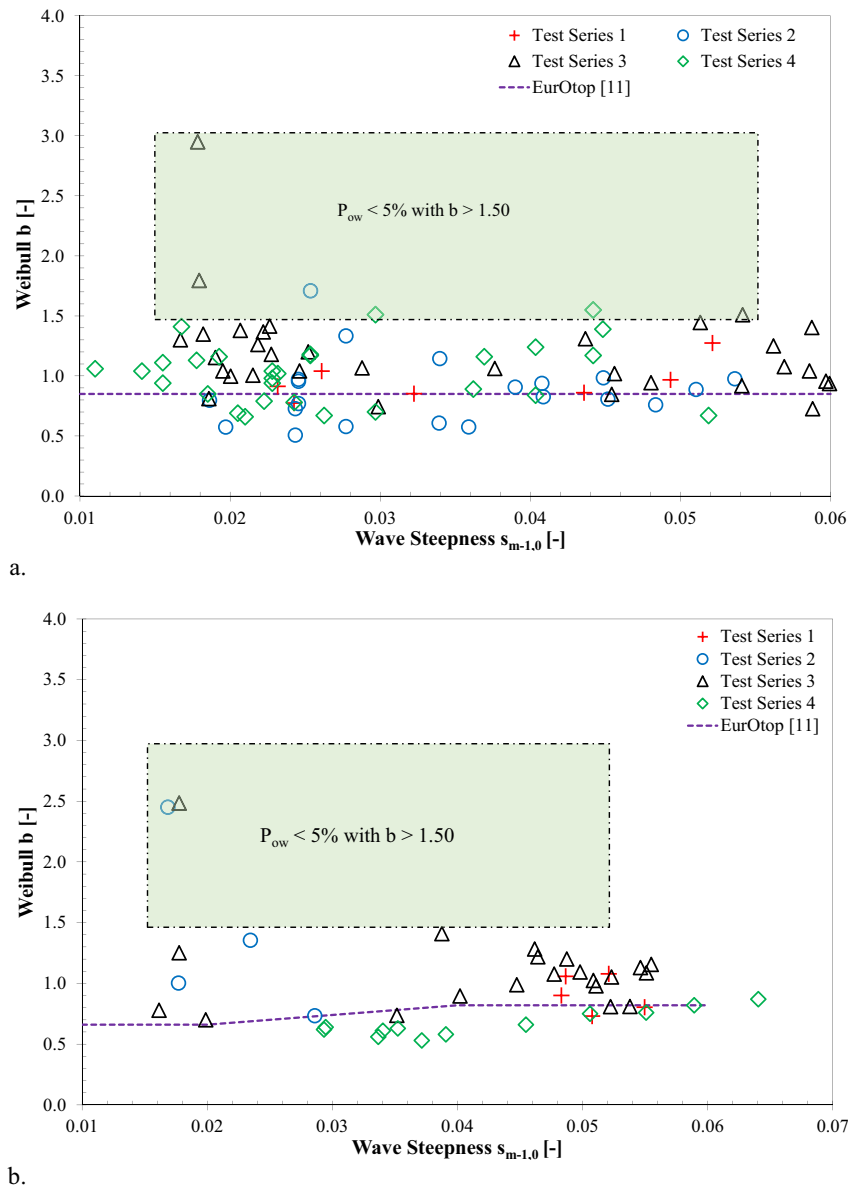 4.0
3.5
3.0
2.5
2.0
1.5
1.0
0.5
0.0
Weibull b [-]
Test Series 1
Test Series 2
Test Series 3
Test Series 4
EurOtop [11]
Pow < 5% with b > 1.50
0.01
0.02
0.03
0.04
0.05
0.06
Wave Steepness sm-1,0 [-]
a.
4.0
3.5
3.0
2.5
2.0
1.5
1.0
0.5
0.0
Weibull b [-]
Test Series 1
Test Series 2
Test Series 3
Test Series 4
EurOtop [11]
Pow < 5% with b > 1.50
0.01
0.02
0.03
0.04
0.05
0.06
0.07
Wave Steepness sm-1,0 [-]
b.